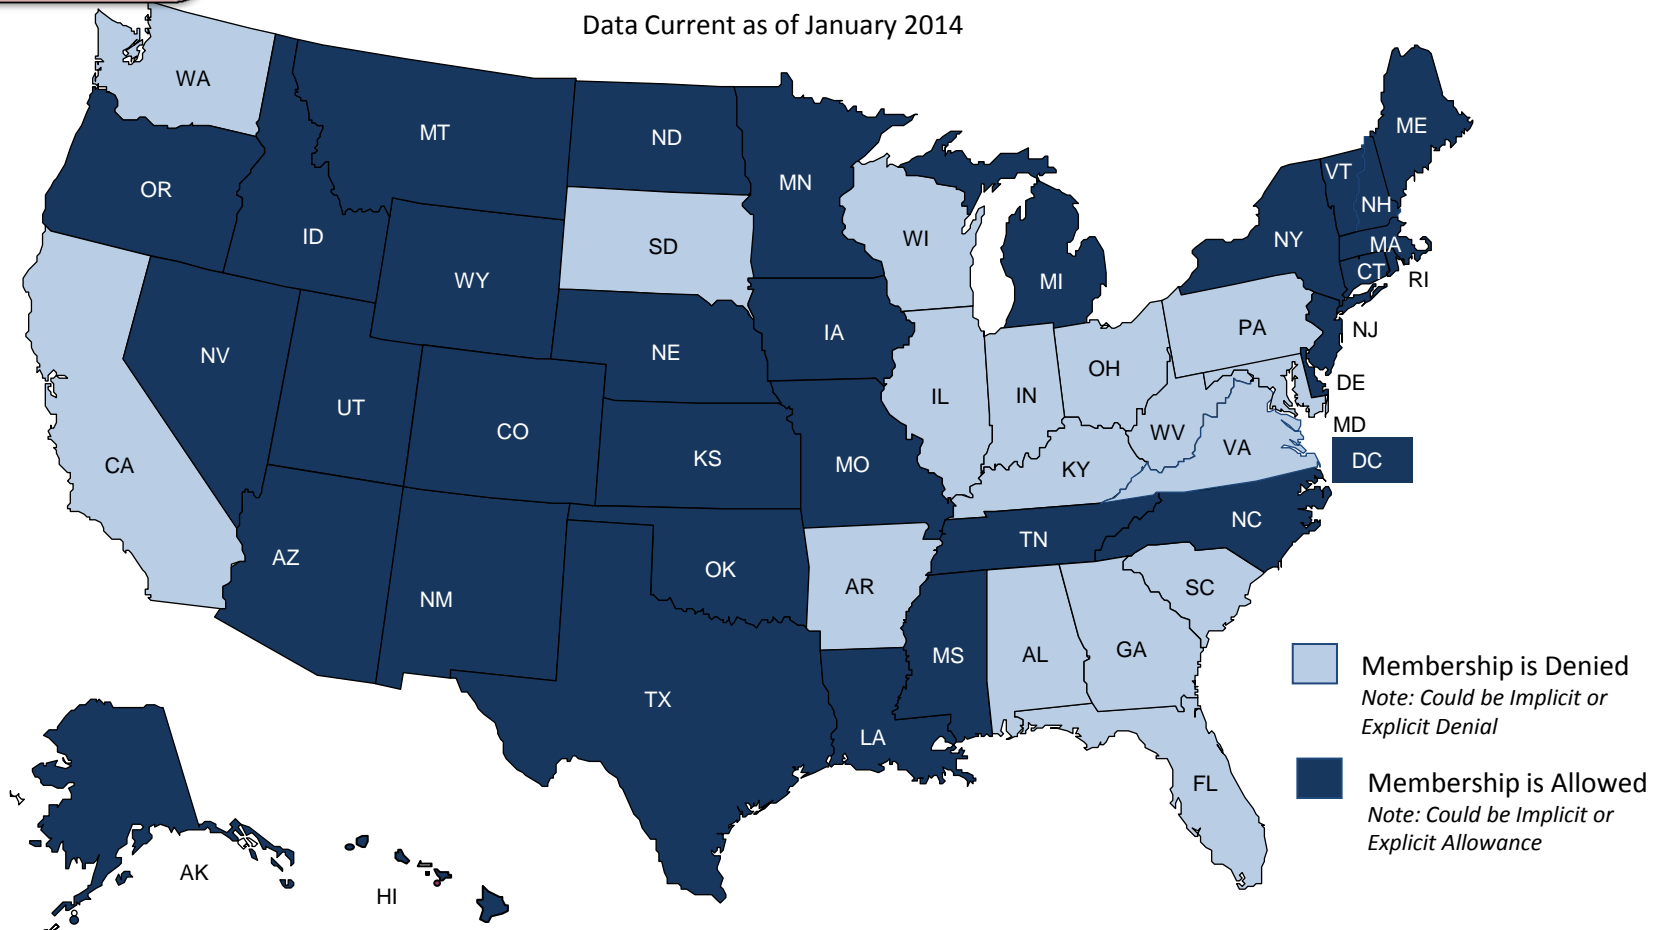 Data Current as of January 2014
WA
MT
ND
ME
OR
MN
VT
NH
ID
SD
WI
NY
MA
WY
MI
CT
RI
IA
PA
NJ
NV
NE
OH
DE
UT
IL
IN
CO
MD
WV
VA
CA
KS
MO
KY
DC
NC
TN
AZ
OK
AR
SC
NM
MS
AL
GA
TX
LA
FL
AK
HI
Membership is Denied
Note: Could be Implicit or
Explicit Denial
Membership is Allowed
Note: Could be Implicit or
Explicit Allowance